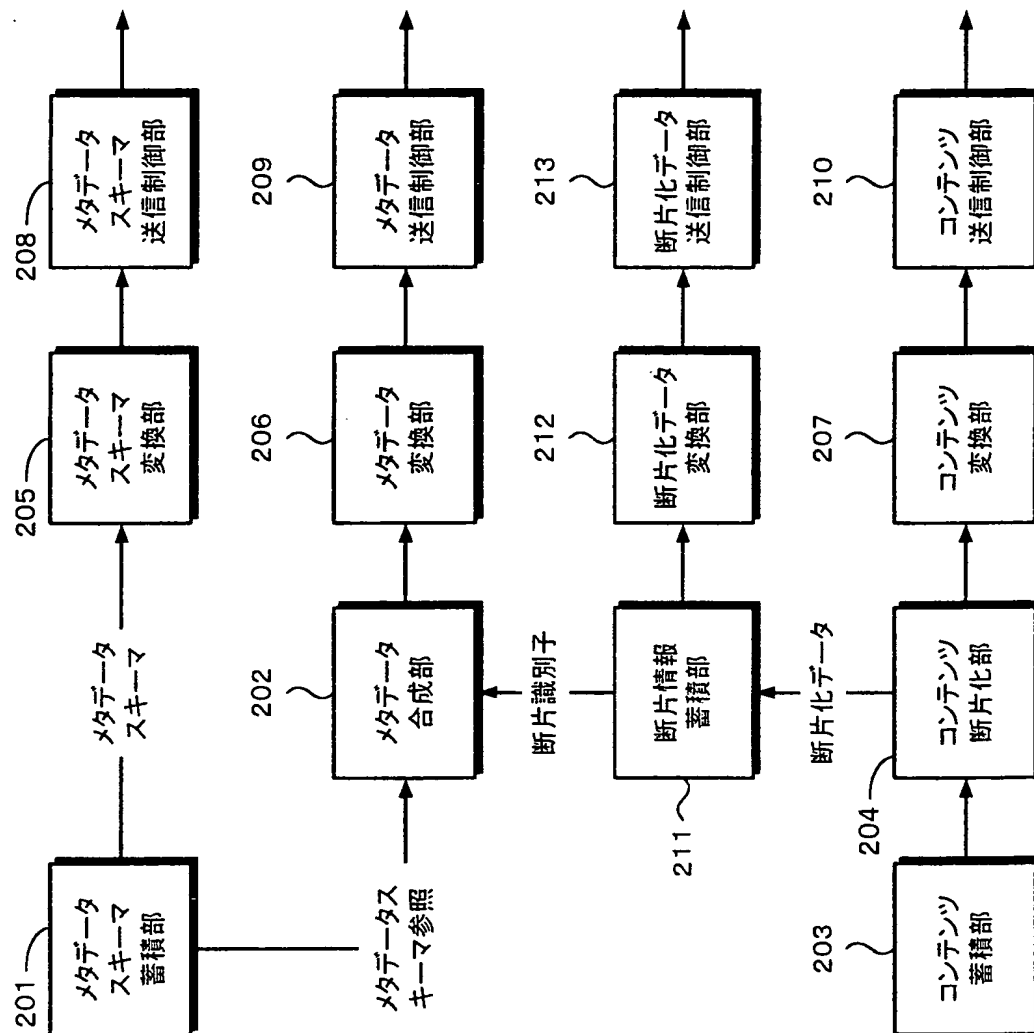 201
メタデータ
スキーマ
蓄積部
メタデータ
スキーマ
205
メタデータ
スキーマ
変換部
208
メタデータ
スキーマ
送信制御部
メタデータス
キーマ参照
202
メタデータ
合成部
206
メタデータ
変換部
209
メタデータ
送信制御部
断片識別子
211
断片情報
蓄積部
212
断片化データ
変換部
213
断片化データ
送信制御部
断片化データ
203
コンテンツ
蓄積部
204
コンテンツ
断片化部
207
コンテンツ
変換部
210
コンテンツ
送信制御部